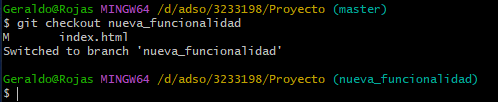 Geraldo@Rojas MINGW64 /d/adso/3233198/Proyecto (master)
$ git checkout nueva_funcionalidad
M       index.html
Switched to branch 'nueva_funcionalidad'
Geraldo@Rojas MINGW64 /d/adso/3233198/Proyecto (nueva_funcionalidad)
$